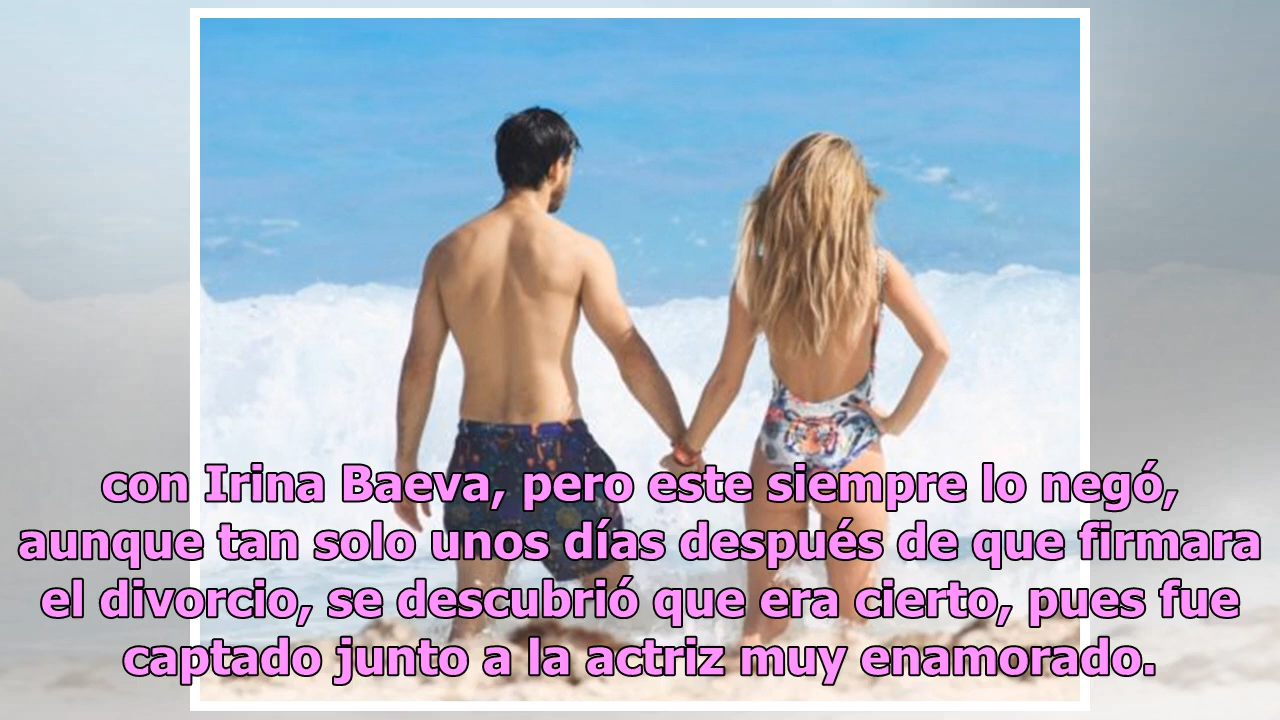 con Irina Baeva, pero este siempre lo negó,
aunque tan solo unos días después de que firmara
el divorcio, se descubrió que era cierto, pues fue
captado junto a la actriz muy enamorado.